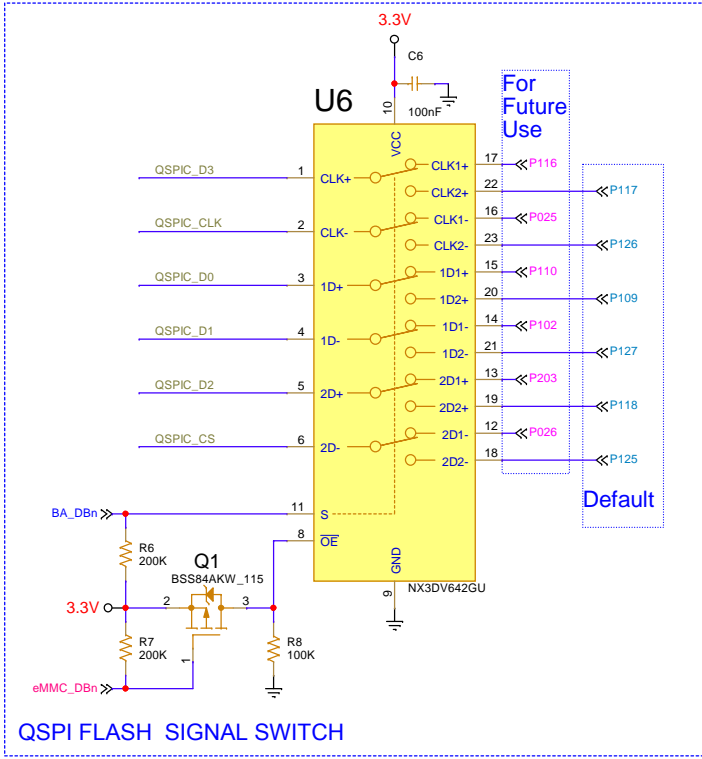 3.3V
C6
100nF
U6
10
VCC
For
Future
Use
QSPIC_D3
1
CLK+
CLK1+
17
P116
CLK2+
22
P117
QSPIC_CLK
2
CLK-
CLK1-
16
P025
CLK2-
23
P126
QSPIC_D0
3
1D+
1D1+
15
P110
1D2+
20
P109
QSPIC_D1
4
1D-
1D1-
14
P102
1D2-
21
P127
QSPIC_D2
5
2D+
2D1+
13
P203
2D2+
19
P118
QSPIC_CS
6
2D-
2D1-
12
P026
2D2-
18
P125
Default
BA_DBn
11
S
8
OE
R6
200K
Q1
BSS84AKW_115
GND
9
NX3DV642GU
3.3V
2
3
1
R7
200K
R8
100K
eMMC_DBn
QSPI FLASH SIGNAL SWITCH